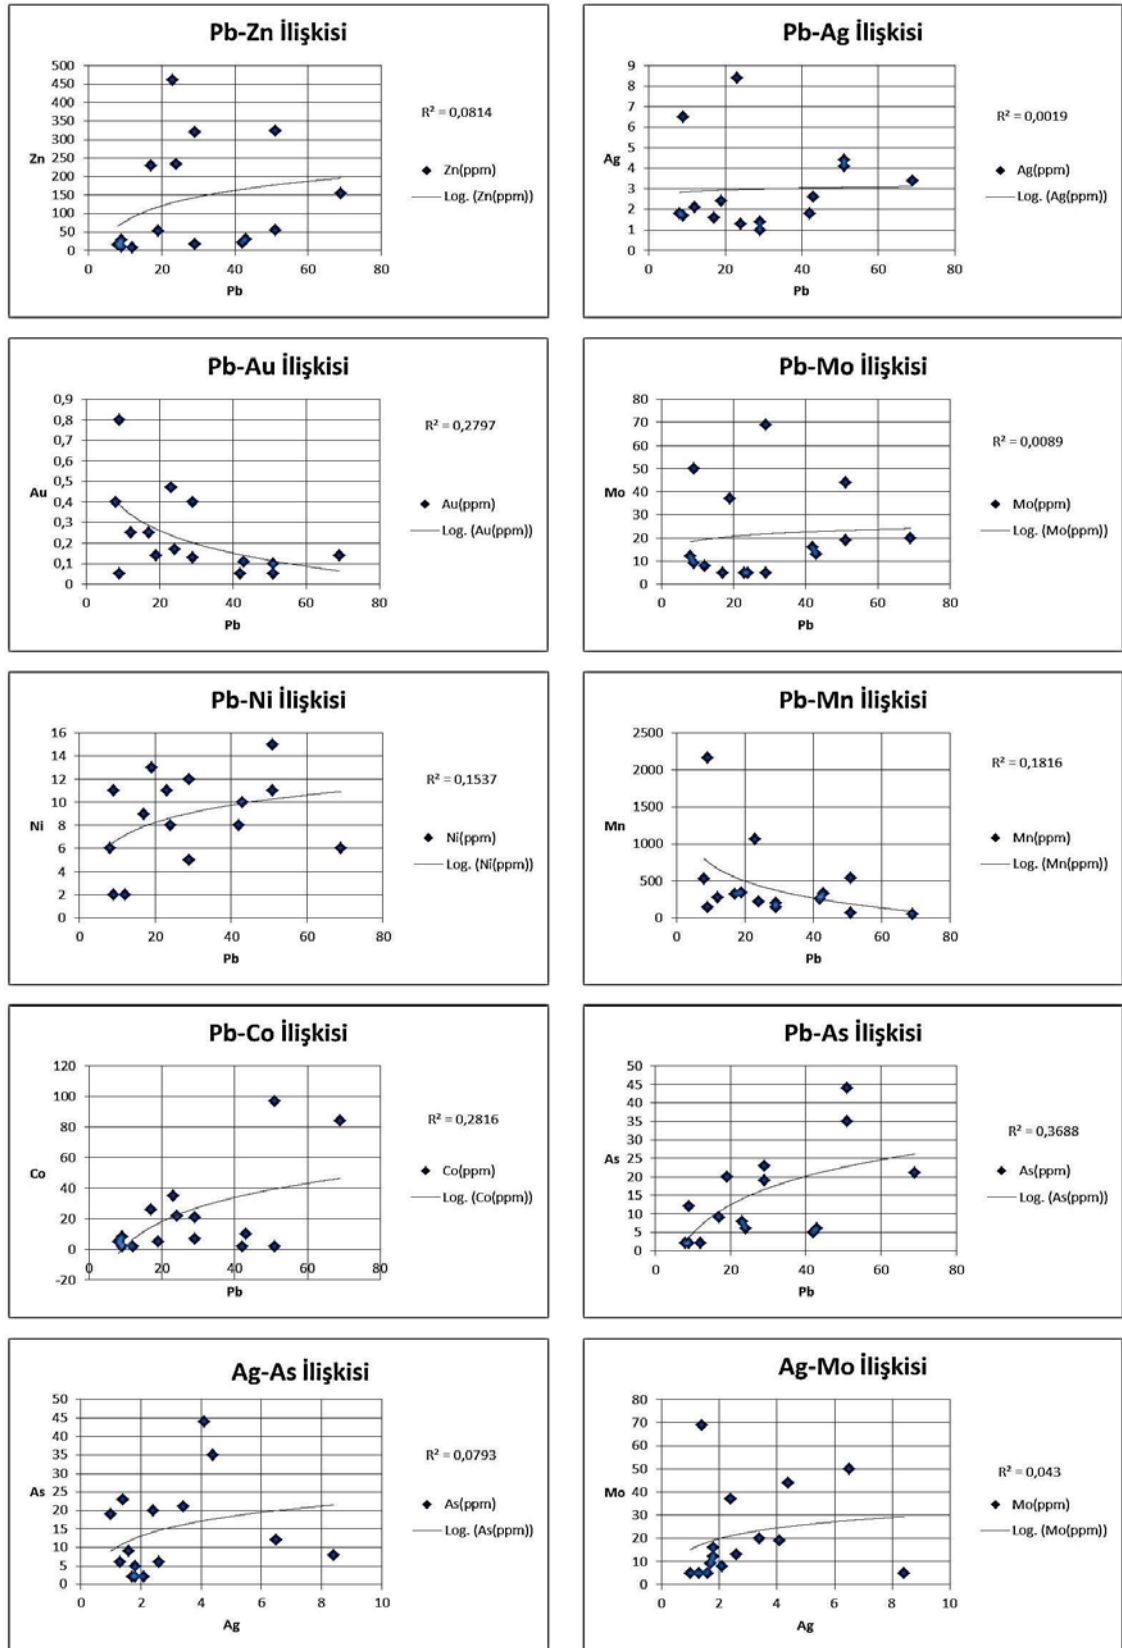 Pb-Zn İlişkisi
500
450
400
350
300
250
200
150
100
50
0
Zn
0 20 40 60 80
Pb
R² = 0,0814
Zn(ppm)
Log. (Zn(ppm))
Pb-Ag İlişkisi
9
8
7
6
5
4
3
2
1
0
Ag
0 20 40 60 80
Pb
R² = 0,0019
Ag(ppm)
Log. (Ag(ppm))
Pb-Au İlişkisi
0,9
0,8
0,7
0,6
0,5
0,4
0,3
0,2
0,1
0
Au
0 20 40 60 80
Pb
R² = 0,2797
Au(ppm)
Log. (Au(ppm))
Pb-Mo İlişkisi
80
70
60
50
40
30
20
10
0
Mo
0 20 40 60 80
Pb
R² = 0,0089
Mo(ppm)
Log. (Mo(ppm))
Pb-Ni İlişkisi
16
14
12
10
8
6
4
2
0
Ni
0 20 40 60 80
Pb
R² = 0,1537
Ni(ppm)
Log. (Ni(ppm))
Pb-Mn İlişkisi
2500
2000
1500
1000
500
0
Mn
0 20 40 60 80
Pb
R² = 0,1816
Mn(ppm)
Log. (Mn(ppm))
Pb-Co İlişkisi
120
100
80
60
40
20
0
-20
Co
0 20 40 60 80
Pb
R² = 0,2816
Co(ppm)
Log. (Co(ppm))
Pb-As İlişkisi
50
45
40
35
30
25
20
15
10
5
0
As
0 20 40 60 80
Pb
R² = 0,3688
As(ppm)
Log. (As(ppm))
Ag-As İlişkisi
50
45
40
35
30
25
20
15
10
5
0
As
0 2 4 6 8 10
Ag
R² = 0,0793
As(ppm)
Log. (As(ppm))
Ag-Mo İlişkisi
80
70
60
50
40
30
20
10
0
Mo
0 2 4 6 8 10
Ag
R² = 0,043
Mo(ppm)
Log. (Mo(ppm))